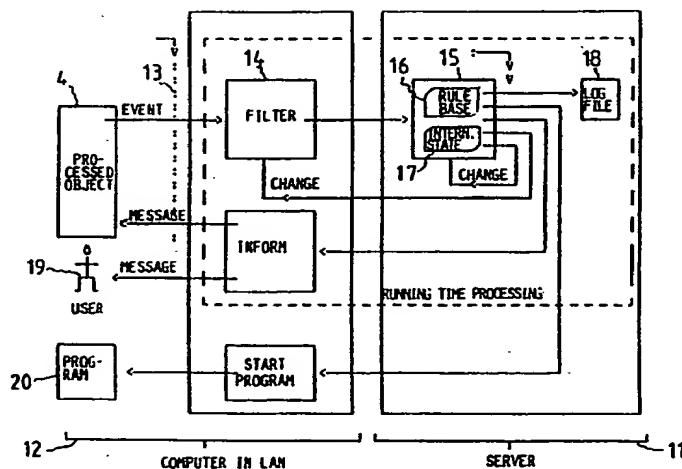 14
15
18
4
13
16
EVENT
FILTER
RULE
BASE
LOG
FILE
PRO-
CESSED
OBJECT
INTERN.
STATE
17
CHANGE
CHANGE
MESSAGE
INFORM
19
MESSAGE
USER
RUNNING TIME PROCESSING
PROG-
RAM
START
PROGRAM
20
12
11
COMPUTER IN LAN
SERVER